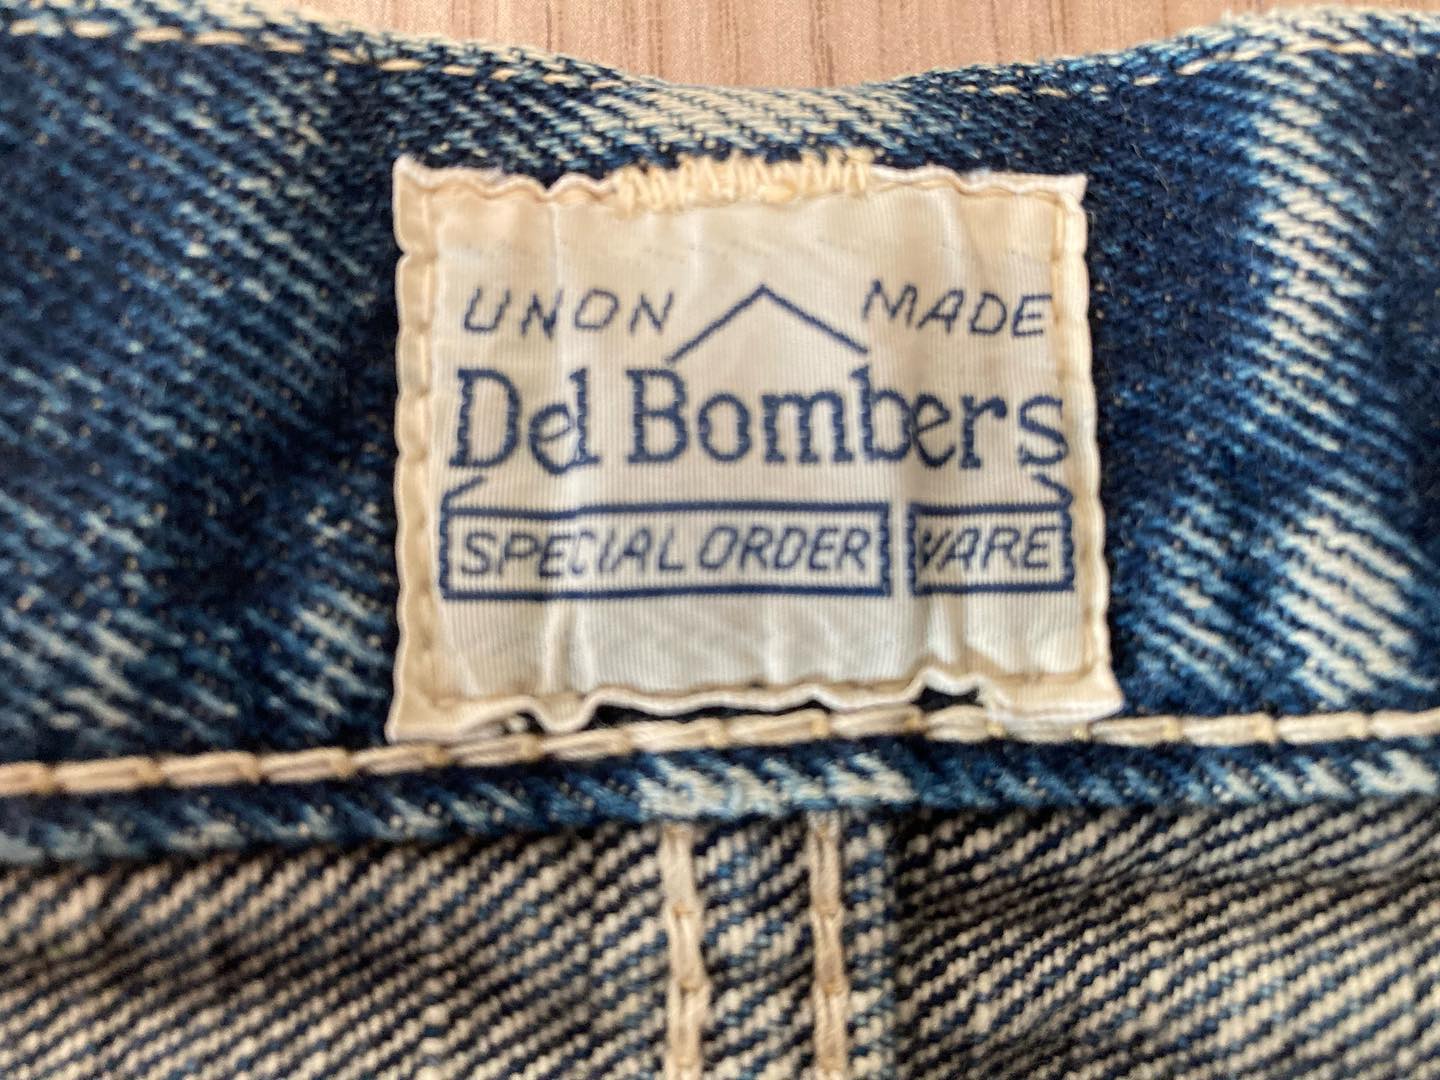 UNON MADE
Del Bombers
SPECIAL ORDER WARE